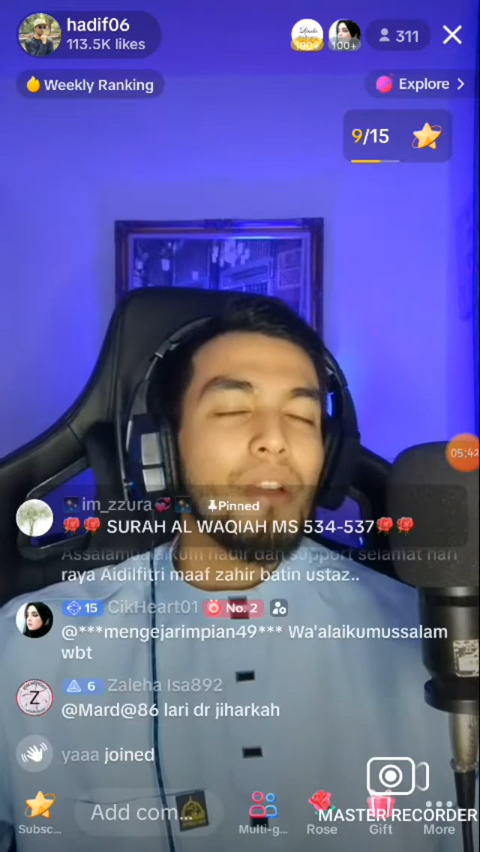 hadif06
113.5K likes
100+
100+
311
Weekly Ranking
Explore
9/15
05:42
im_zzura
Pinned
SURAH AL WAQIAH MS 534-537
Assalamualaikum hadir dan support selamat hari
raya Aidilfitri maaf zahir batin ustaz..
15 CikHeart01 No. 2
@***mengejarimpian49*** Wa'alaikumussalam
wbt
6 Zaleha Isa892
@Mard@86 lari dr jiharkah
yaaa joined
Add com...
Subsc...
Multi-g...
Rose
Gift
More
MASTER RECORDER